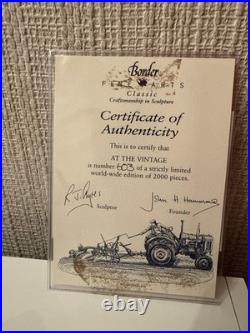 Border
FINE ARTS
Classic
Craftsmanship in Sculpture
Certificate of
Authenticity
This is to certify that
AT THE VINTAGE
is number 603 of a strictly limited
world-wide edition of 2000 pieces.
Sculptor
Founder